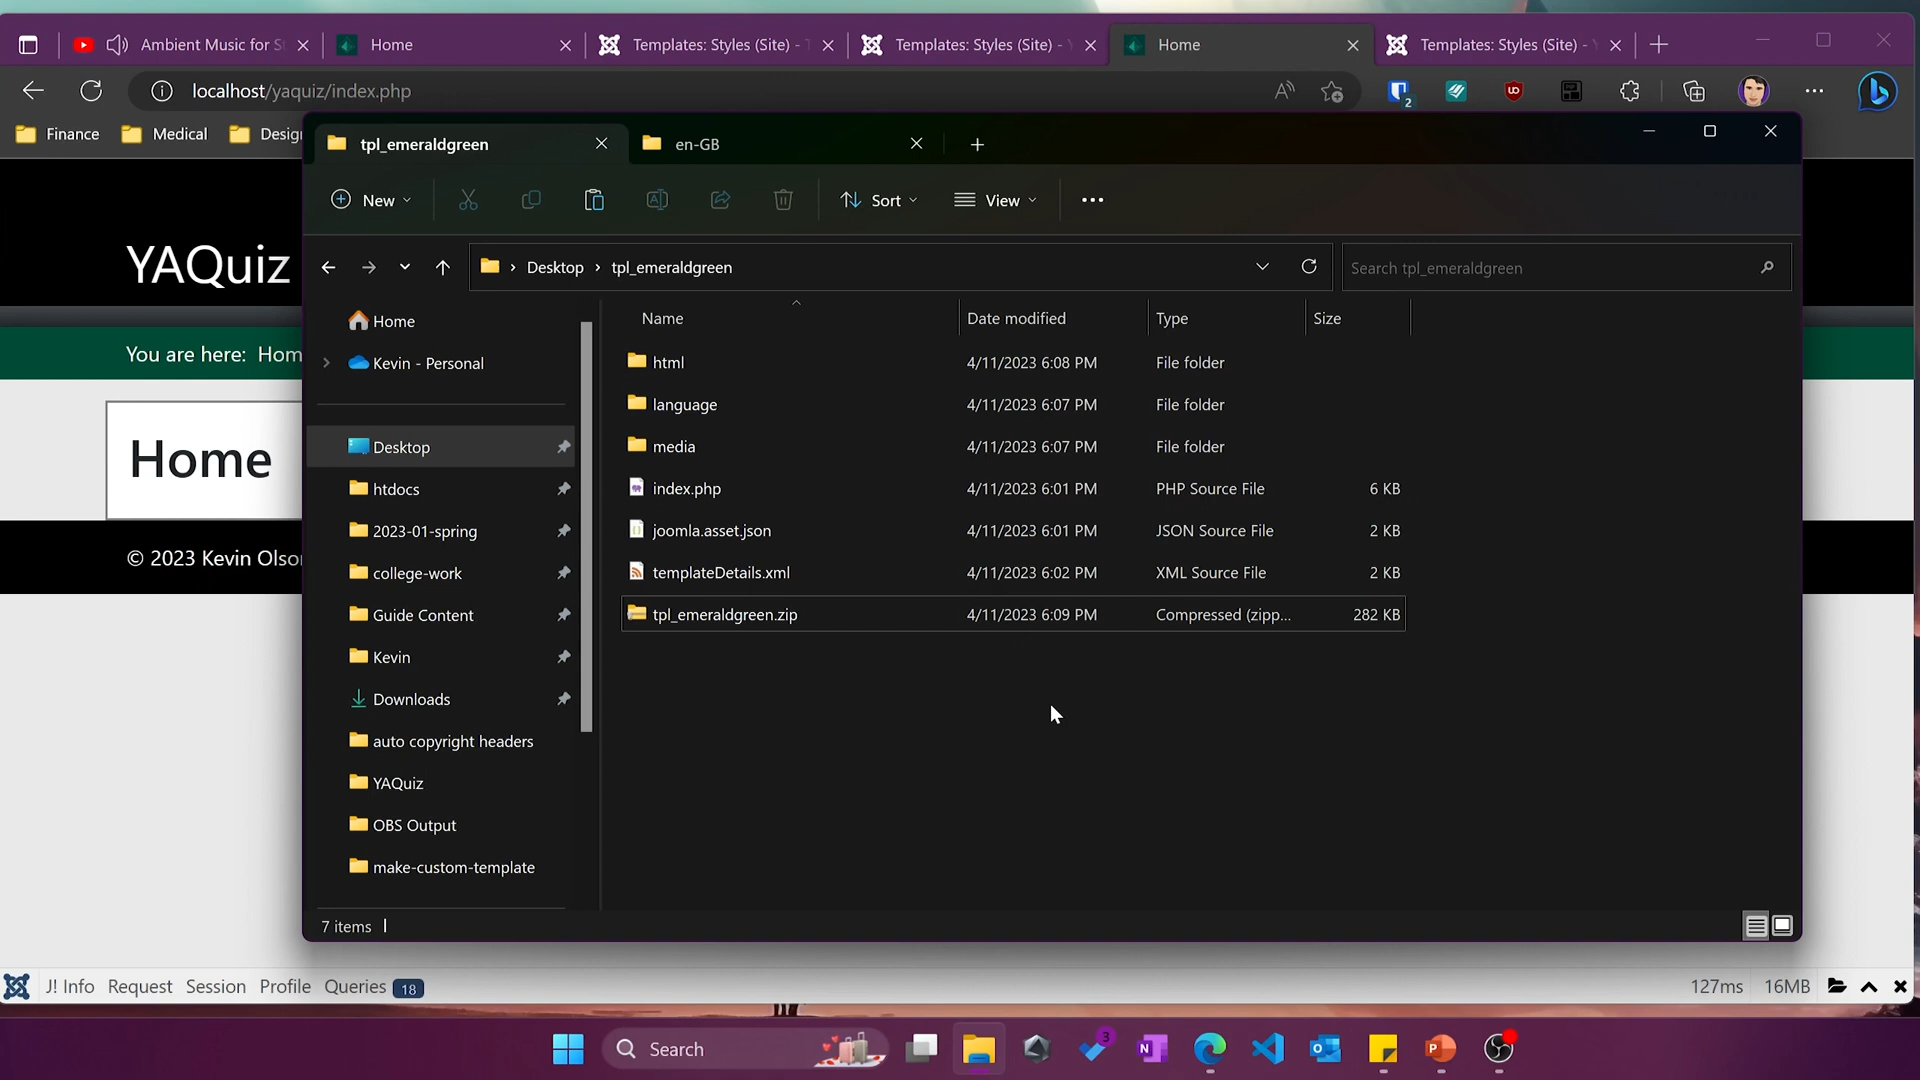 Ambient Music for S
Home
Templates: Styles (Site) -
Templates: Styles (Site) -
Home
Templates: Styles (Site) -
localhost/yaquiz/index.php
2
Finance
Medical
Desig
tpl_emeraldgreen
en-GB
New
Sort
View
YAQuiz
Desktop
tpl_emeraldgreen
Search tpl_emeraldgreen
Home
Name
Date modified
Type
Size
You are here: Hom
Kevin - Personal
html
4/11/2023 6:08 PM
File folder
language
4/11/2023 6:07 PM
File folder
Home
Desktop
media
4/11/2023 6:07 PM
File folder
htdocs
index.php
4/11/2023 6:01 PM
PHP Source File
6 KB
2023-01-spring
joomla.asset.json
4/11/2023 6:01 PM
JSON Source File
2 KB
© 2023 Kevin Olso
college-work
templateDetails.xml
4/11/2023 6:02 PM
XML Source File
2 KB
Guide Content
tpl_emeraldgreen.zip
4/11/2023 6:09 PM
Compressed (zipp...
282 KB
Kevin
Downloads
auto copyright headers
YAQuiz
OBS Output
make-custom-template
7 items
J! Info
Request
Session
Profile
Queries
18
127ms
16MB
Search
3